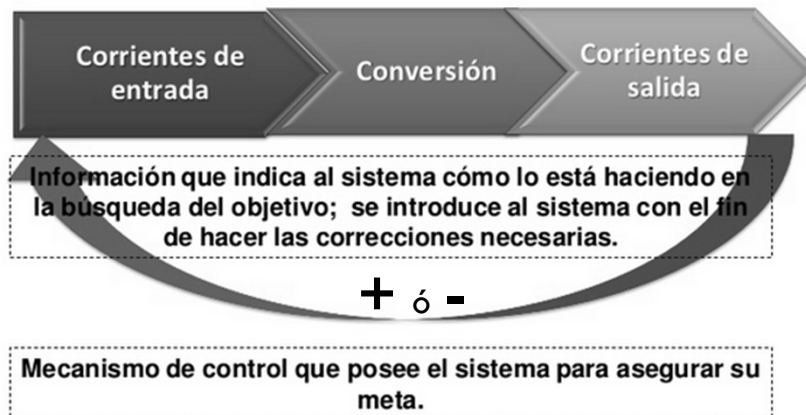 Corrientes de
entrada
Conversión
Corrientes de
salida
Información que indica al sistema cómo lo está haciendo en
la búsqueda del objetivo; se introduce al sistema con el fin
de hacer las correcciones necesarias.
+ ó -
Mecanismo de control que posee el sistema para asegurar su
meta.